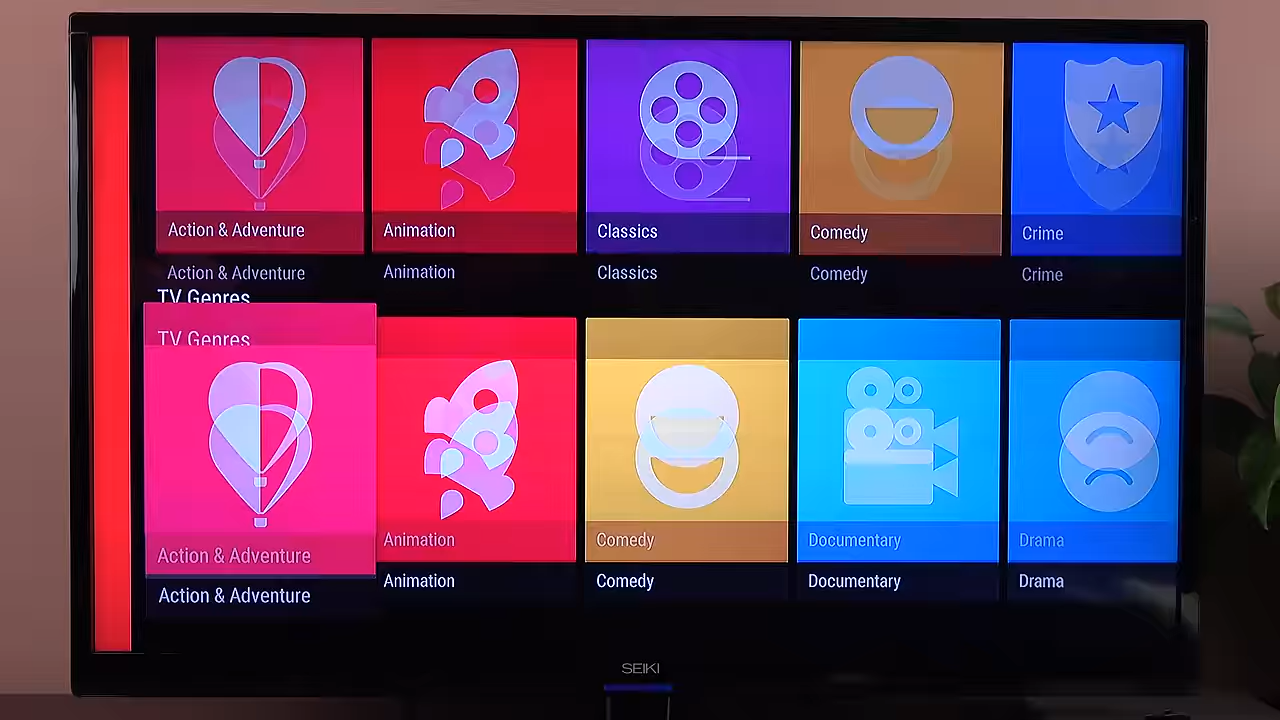 Action & Adventure
Animation
Classics
Comedy
Crime
Action & Adventure
Animation
Classics
Comedy
Crime
TV Genres
TV Genres
Action & Adventure
Animation
Comedy
Documentary
Drama
Action & Adventure
Animation
Comedy
Documentary
Drama
SEIKI